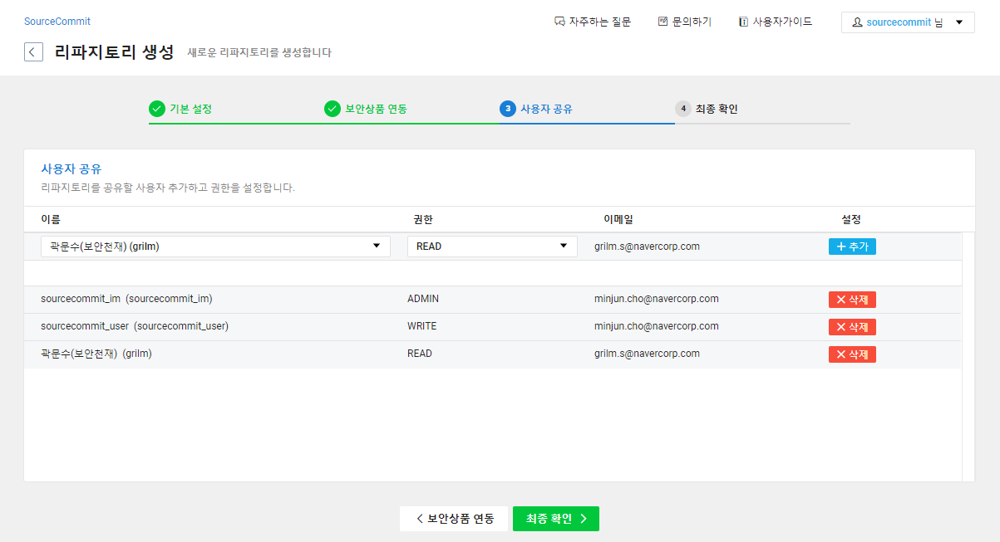 SourceCommit
자주하는 질문 문의하기 사용자가이드 sourcecommit 님
리파지토리 생성 새로운 리파지토리를 생성합니다
기본 설정 보안상품 연동 3 사용자 공유 4 최종 확인
사용자 공유
리파지토리를 공유할 사용자 추가하고 권한을 설정합니다.
이름 권한 이메일 설정
곽문수(보안천재) (grilm) READ grilm.s@navercorp.com + 추가
sourcecommit_im (sourcecommit_im) ADMIN minjun.cho@navercorp.com 삭제
sourcecommit_user (sourcecommit_user) WRITE minjun.cho@navercorp.com 삭제
곽문수(보안천재) (grilm) READ grilm.s@navercorp.com 삭제
보안상품 연동 최종 확인